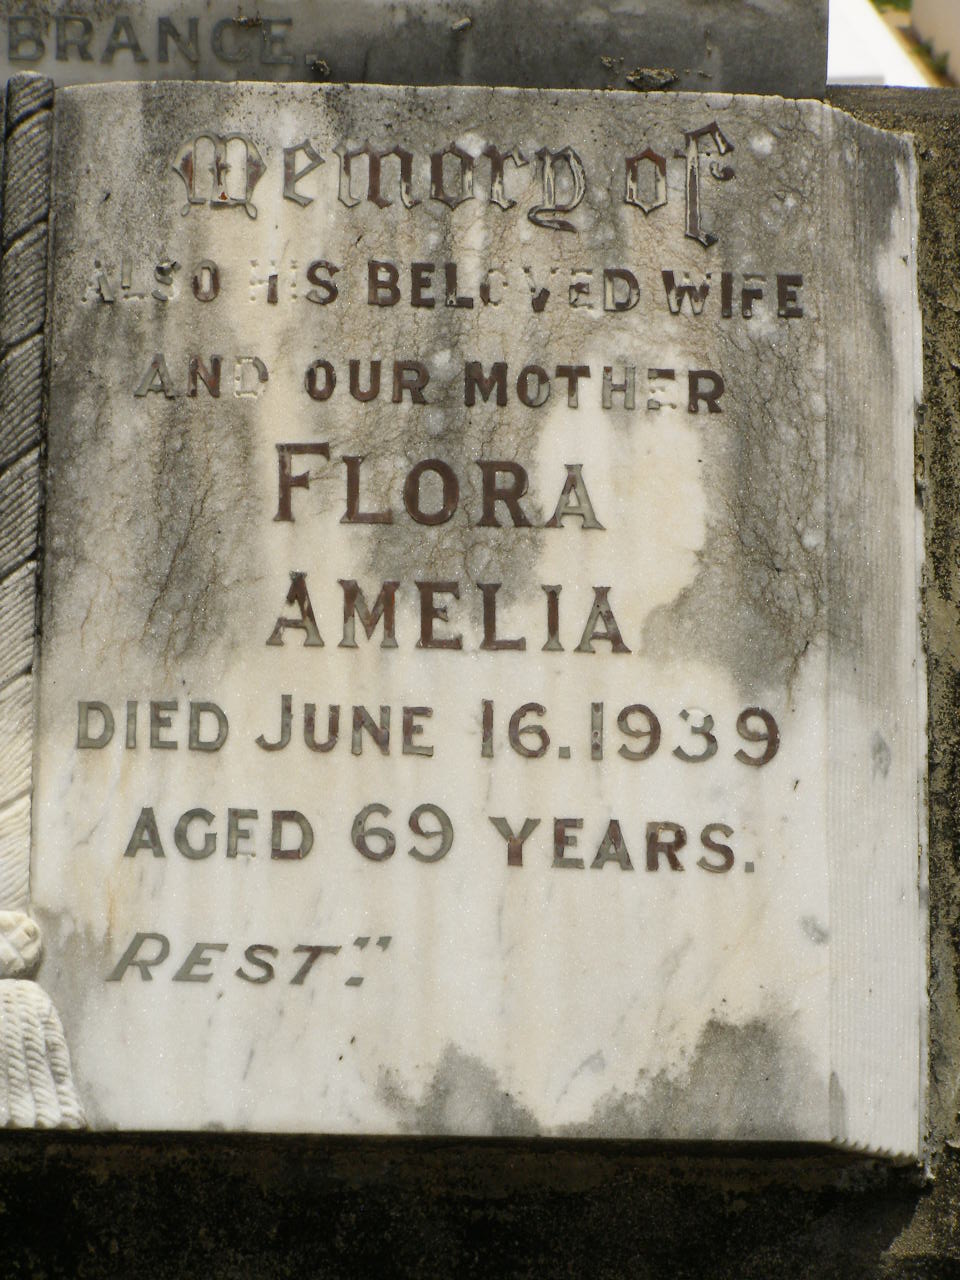 BRANCE.
Memory of
ALSO HIS BELOVED WIFE
AND OUR MOTHER
FLORA
AMELIA
DIED JUNE 16.1939
AGED 69 YEARS.
REST."